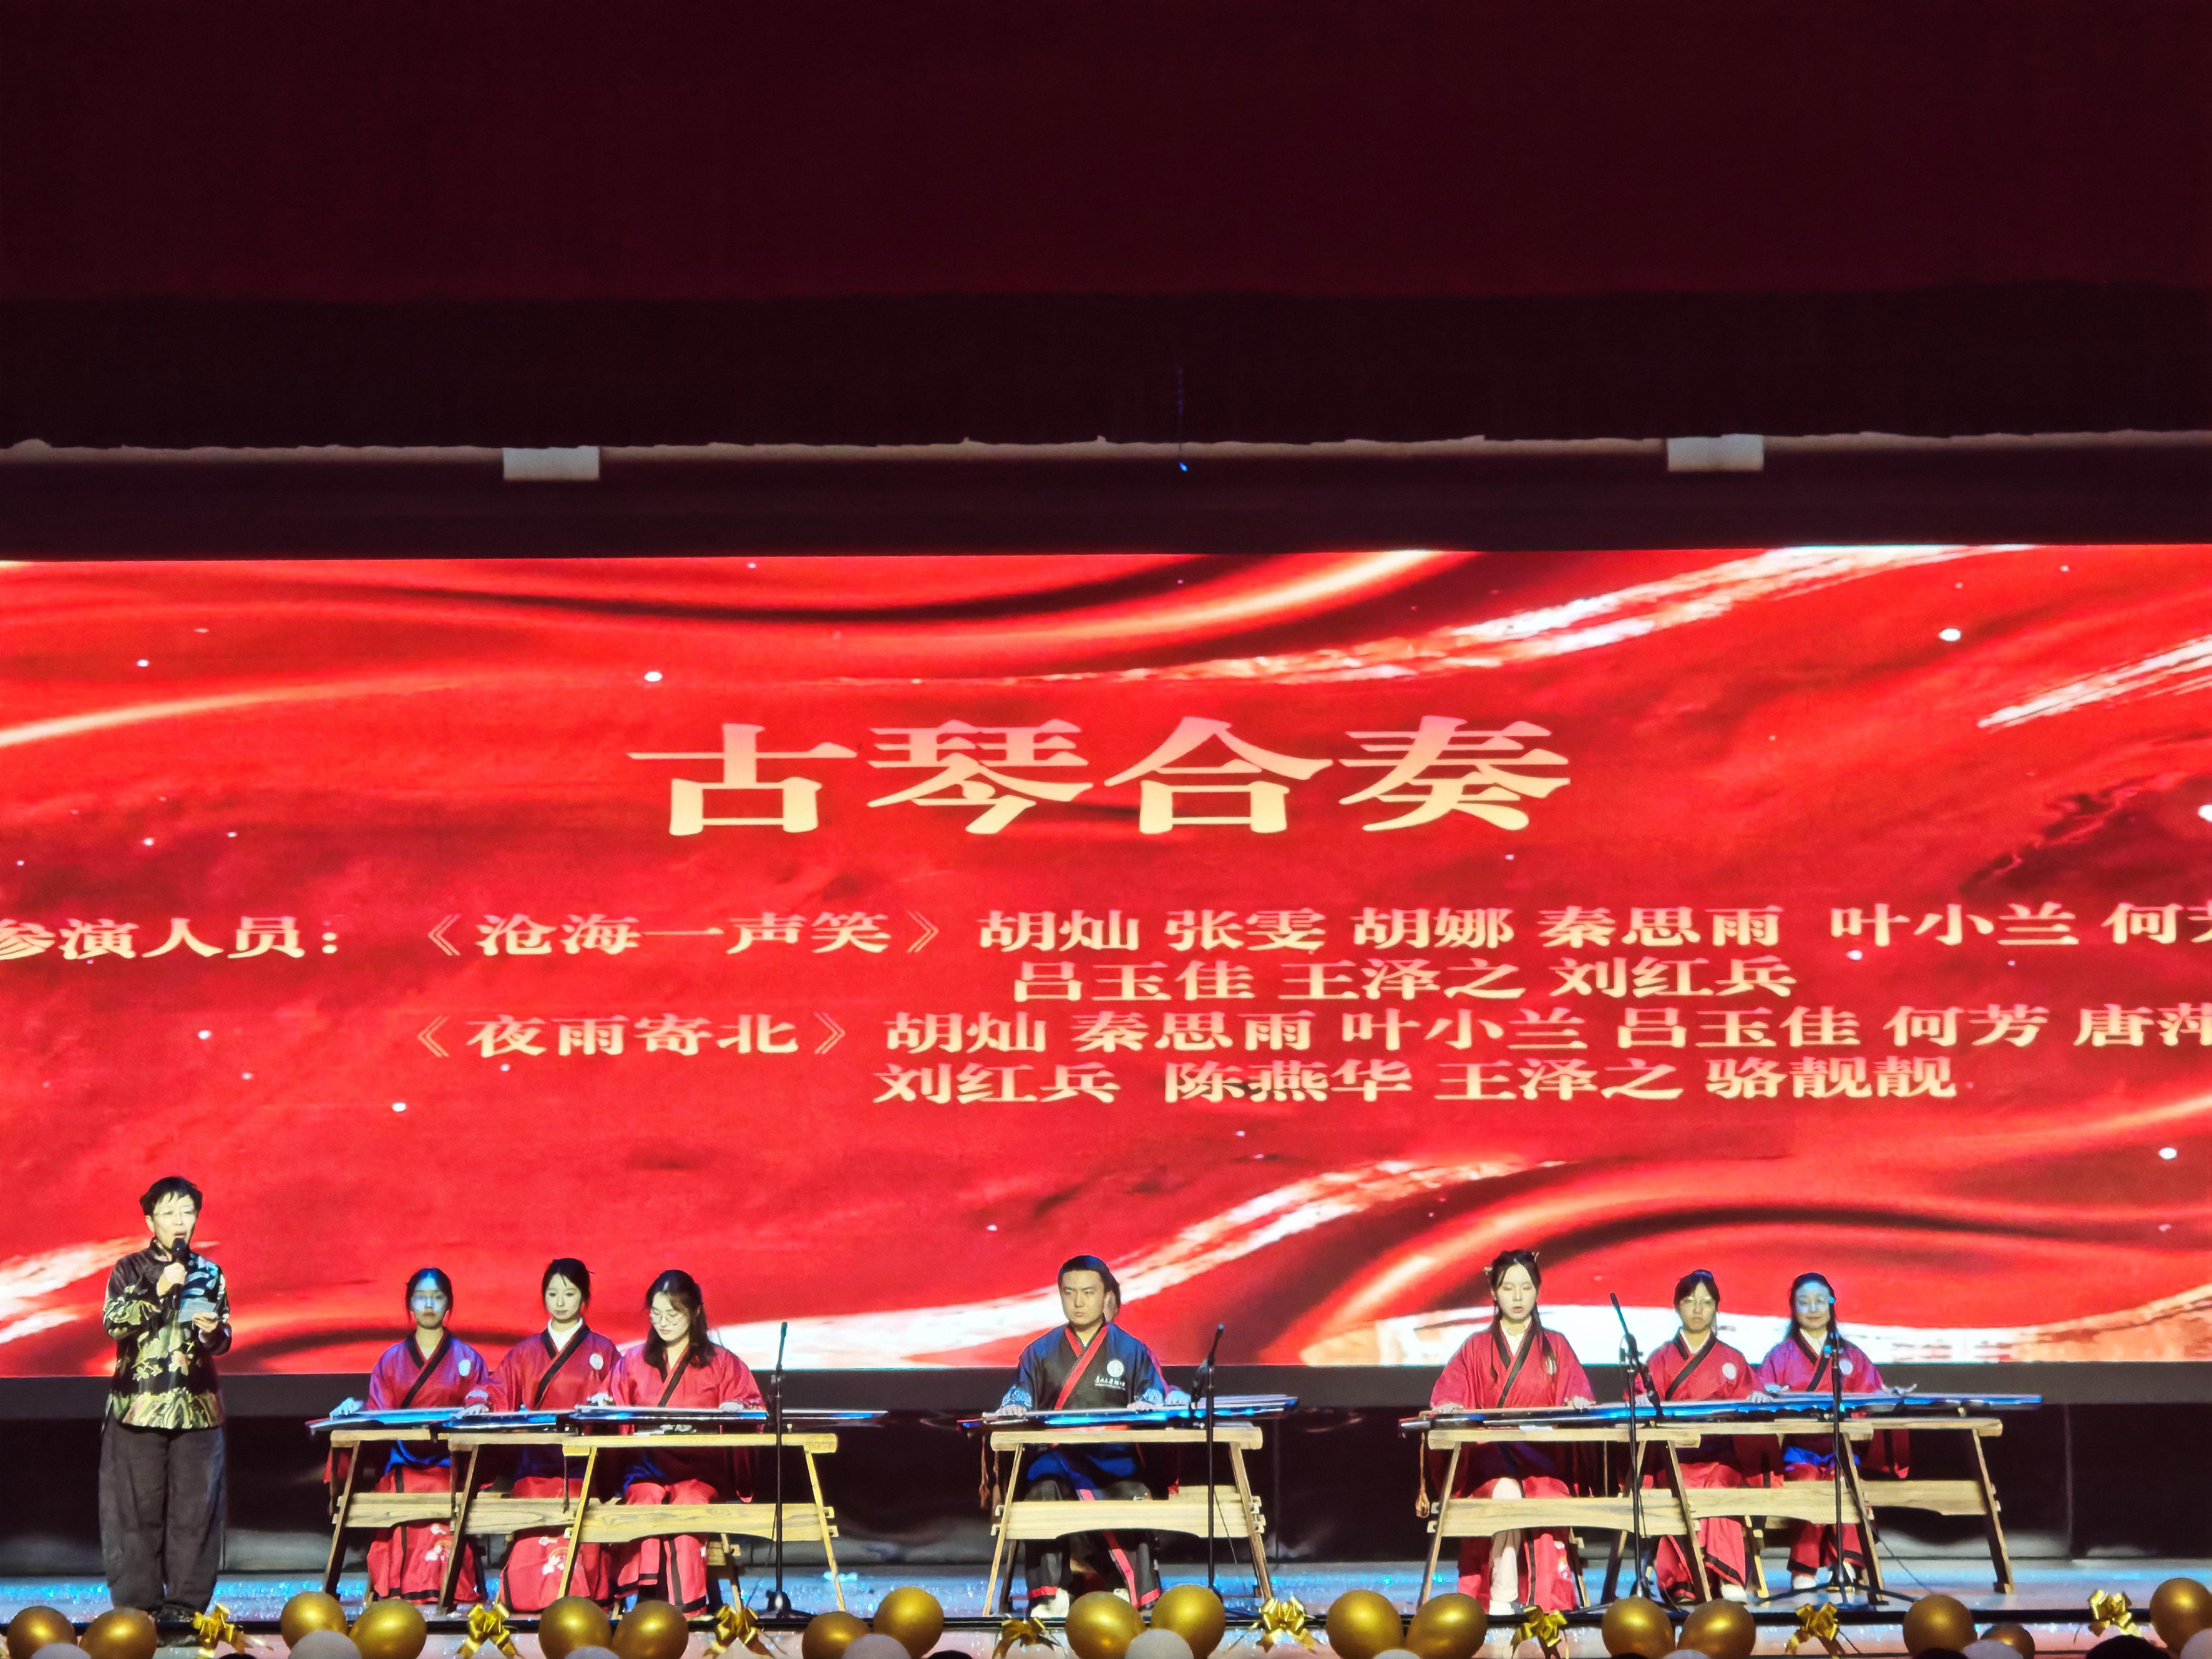 古琴合奏
参演人员：《沧海一声笑》胡灿 张雯 胡娜 秦思雨 叶小兰 何
吕玉佳 王泽之 刘红兵
《夜雨寄北》胡灿 秦思雨 叶小兰 吕玉佳 何芳 唐萍
刘红兵 陈燕华 王泽之 骆靓靓